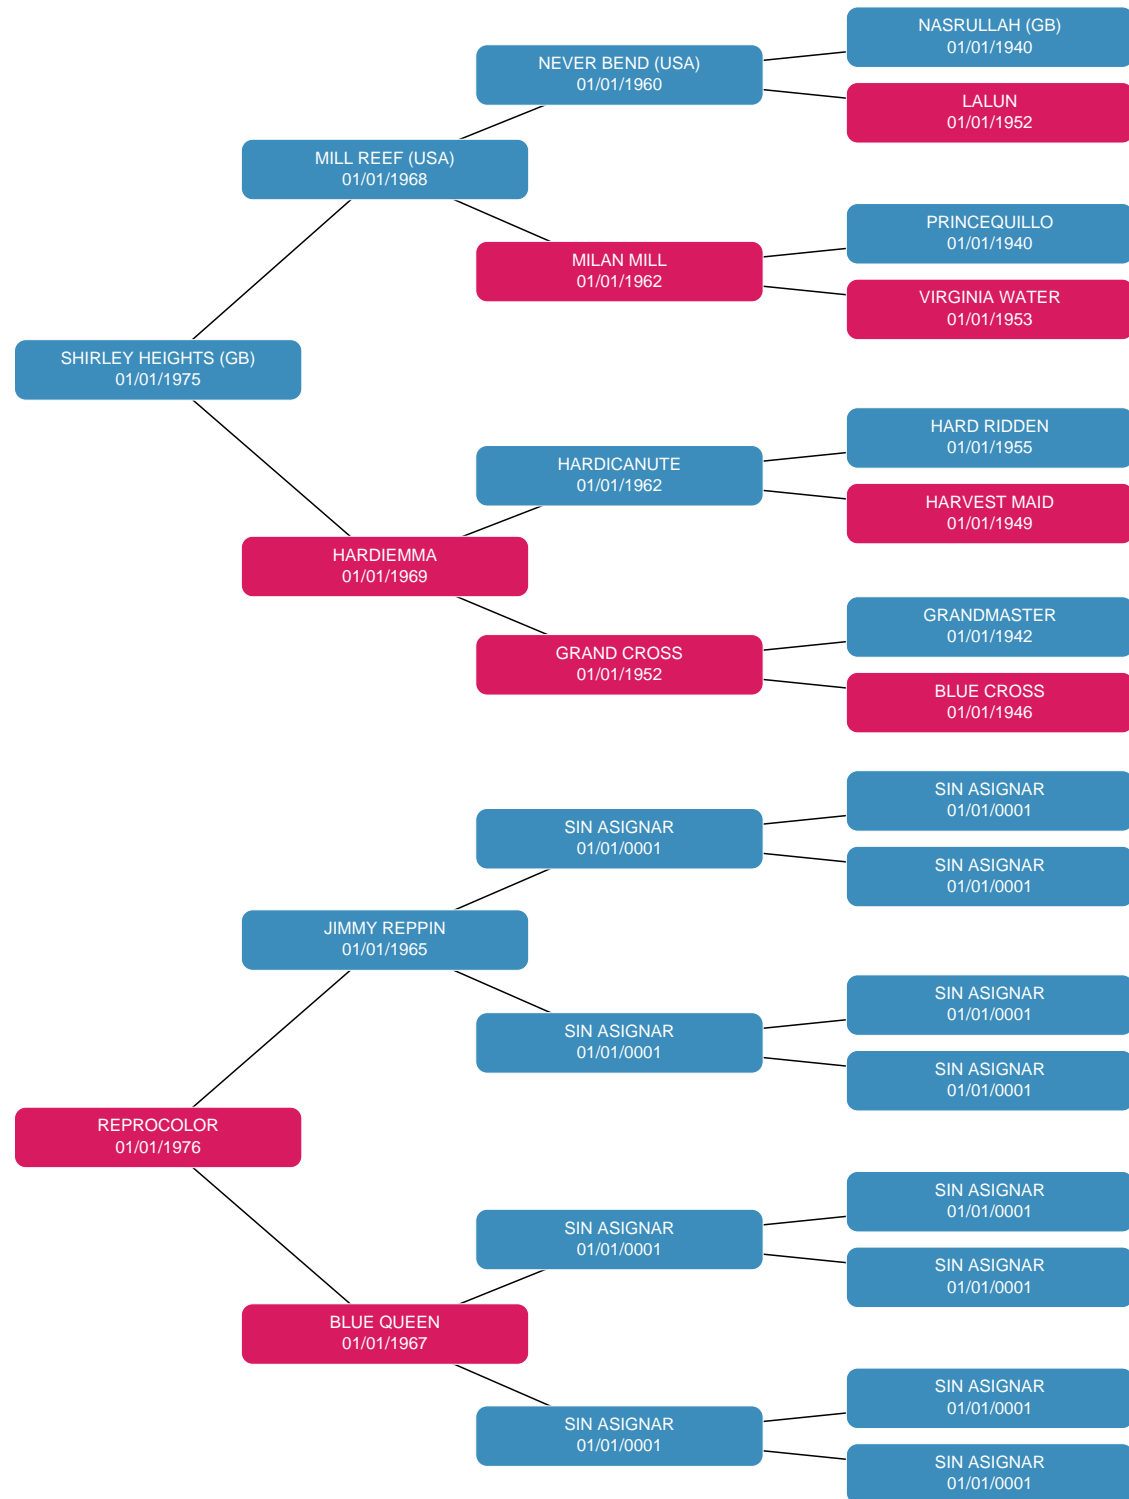 NASRULLAH (GB)
01/01/1940
NEVER BEND (USA)
01/01/1960
LALUN
01/01/1952
MILL REEF (USA)
01/01/1968
PRINCEQUILLO
01/01/1940
MILAN MILL
01/01/1962
VIRGINIA WATER
01/01/1953
SHIRLEY HEIGHTS (GB)
01/01/1975
HARD RIDDEN
01/01/1955
HARDICANUTE
01/01/1962
HARVEST MAID
01/01/1949
HARDIEMMA
01/01/1969
GRANDMASTER
01/01/1942
GRAND CROSS
01/01/1952
BLUE CROSS
01/01/1946
SIN ASIGNAR
01/01/0001
SIN ASIGNAR
01/01/0001
SIN ASIGNAR
01/01/0001
JIMMY REPPIN
01/01/1965
SIN ASIGNAR
01/01/0001
SIN ASIGNAR
01/01/0001
SIN ASIGNAR
01/01/0001
REPROCOLOR
01/01/1976
SIN ASIGNAR
01/01/0001
SIN ASIGNAR
01/01/0001
SIN ASIGNAR
01/01/0001
BLUE QUEEN
01/01/1967
SIN ASIGNAR
01/01/0001
SIN ASIGNAR
01/01/0001
SIN ASIGNAR
01/01/0001